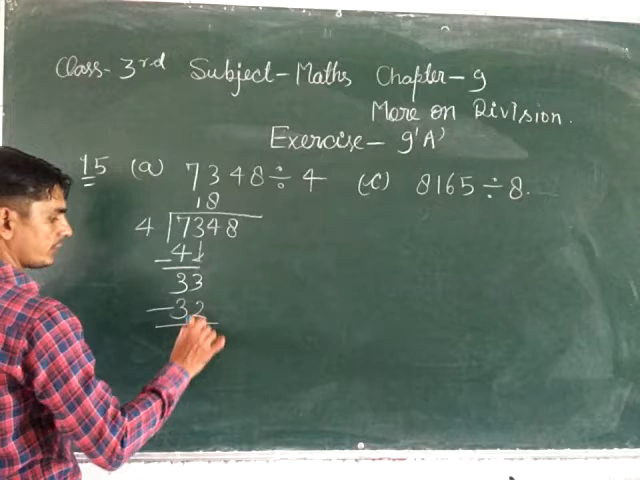 Class- 3rd Subject- Maths Chapter- 9
More on Division.
Exercise- 9'A'
15 (a) 7348÷4 (c) 8165÷8.
18
4 7348
-4↓
33
-32